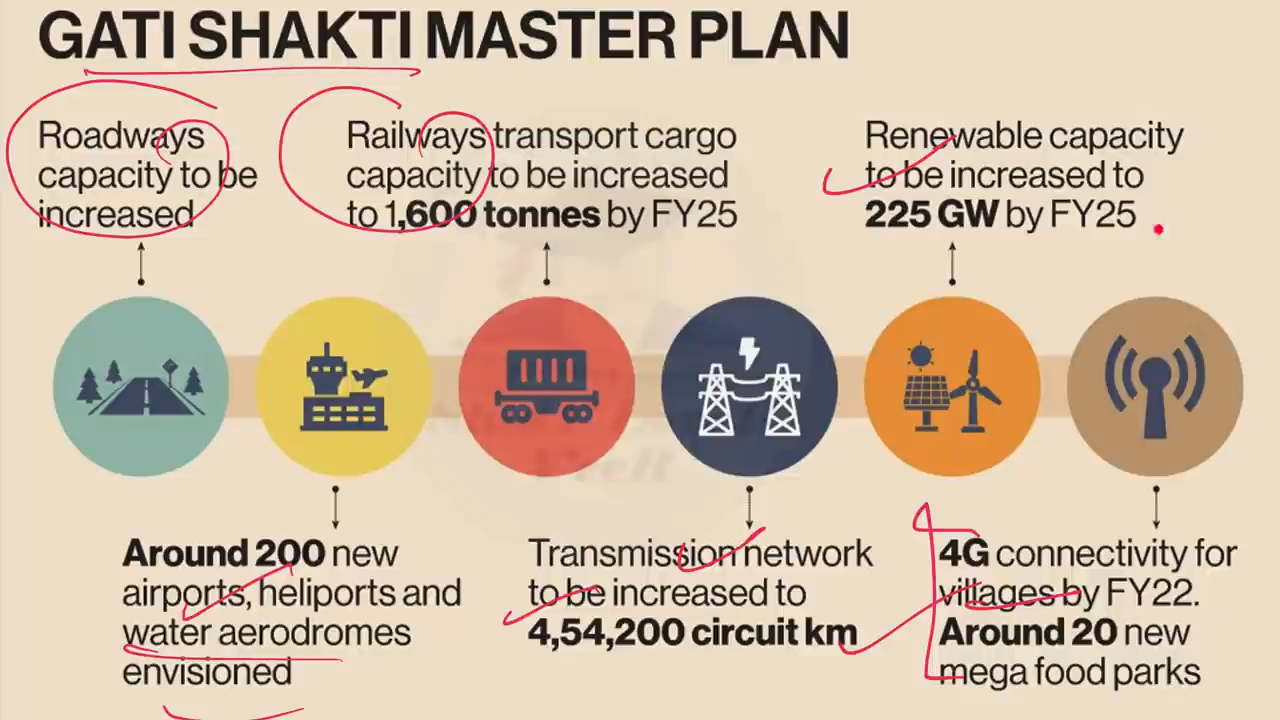 GATI SHAKTI MASTER PLAN
Roadways
capacity to be
increased
Railways transport cargo
capacity to be increased
to 1,600 tonnes by FY25
Renewable capacity
to be increased to
225 GW by FY25
Around 200 new
airports, heliports and
water aerodromes
envisioned
Transmission network
to be increased to
4,54,200 circuit km
4G connectivity for
villages by FY22.
Around 20 new
mega food parks